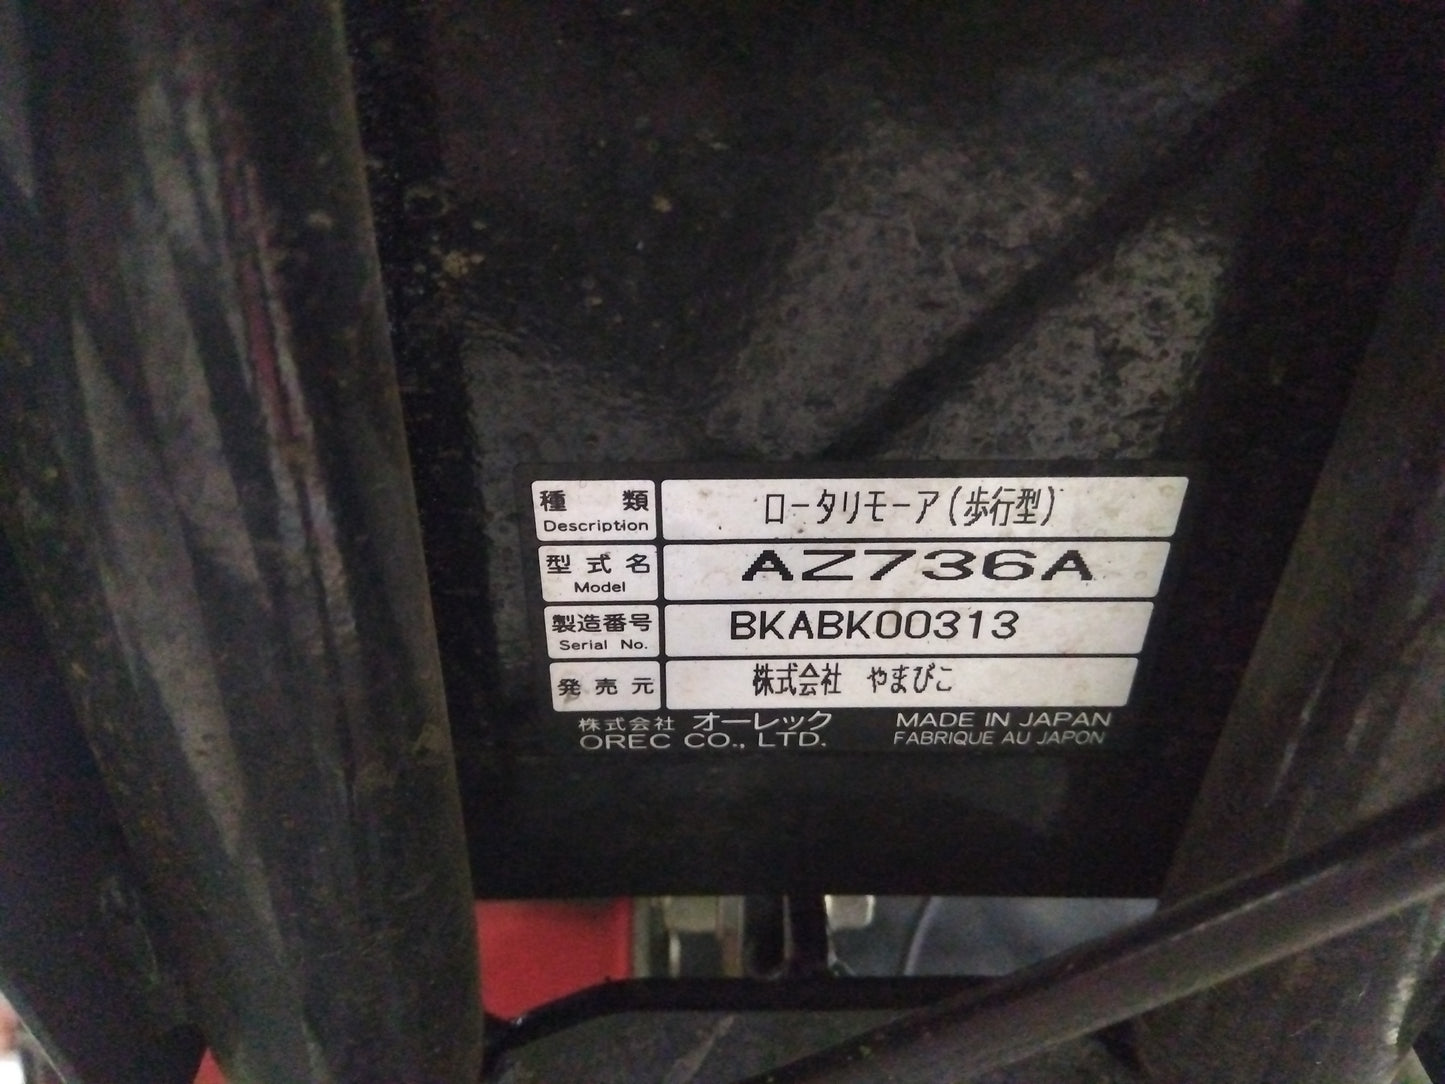 種類 ロータリモーア(歩行型)
Description
型式名 AZ736A
Model
製造番号 BKABK00313
Serial No.
発売元 株式会社 やまびこ
株式会社 オーレック MADE IN JAPAN
OREC CO., LTD. FABRIQUE AU JAPON